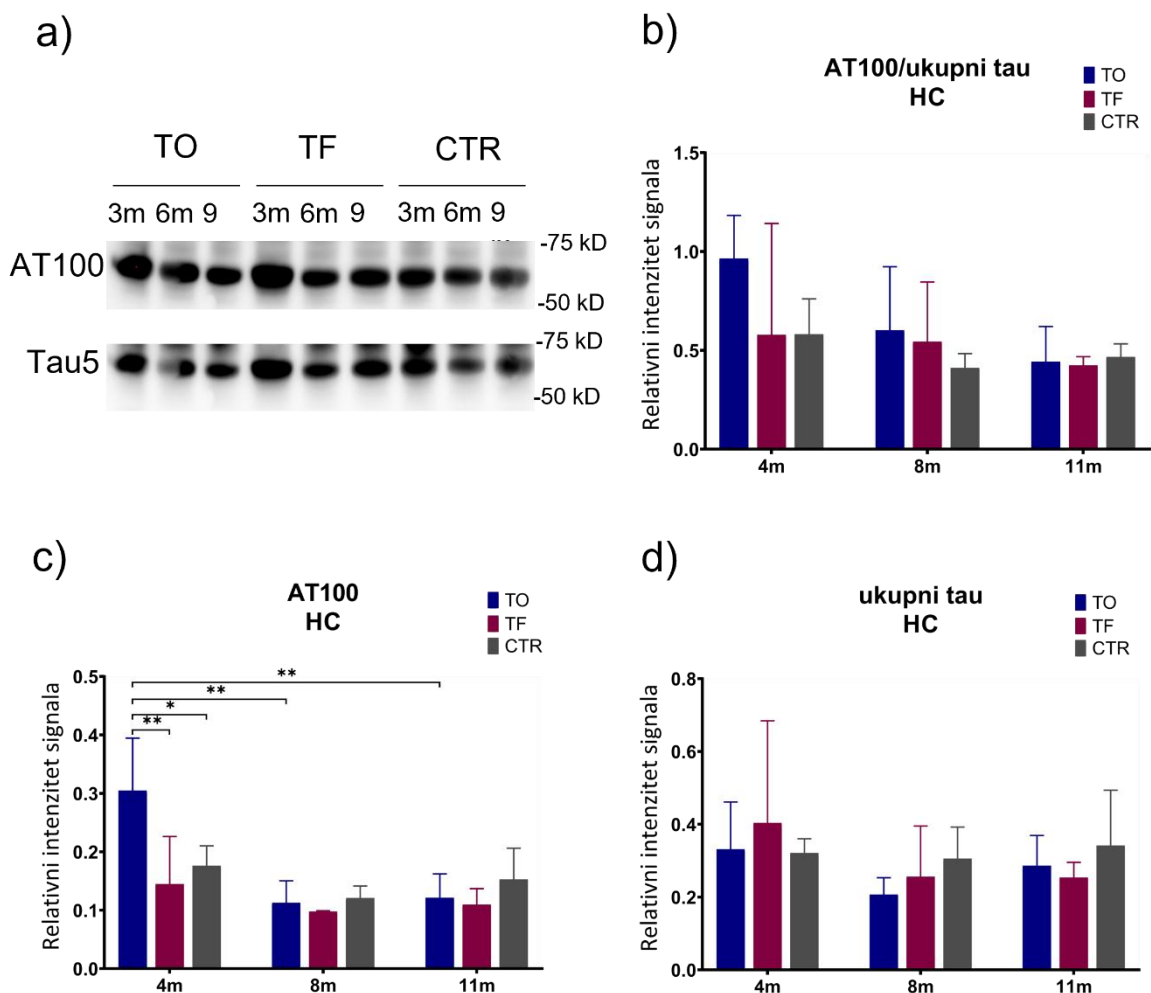 a)
TO TF CTR
3m 6m 9 3m 6m 9 3m 6m 9
AT100
-75 kD
-50 kD
Tau5
-75 kD
-50 kD
b)
AT100/ukupni tau
HC
TO
TF
CTR
Relativni intenzitet signala
1.5
1.0
0.5
0.0
4m 8m 11m
c)
AT100
HC
TO
TF
CTR
Relativni intenzitet signala
0.5
0.4
0.3
0.2
0.1
0.0
**
**
*
**
4m 8m 11m
d)
ukupni tau
HC
TO
TF
CTR
Relativni intenzitet signala
0.8
0.6
0.4
0.2
0.0
4m 8m 11m